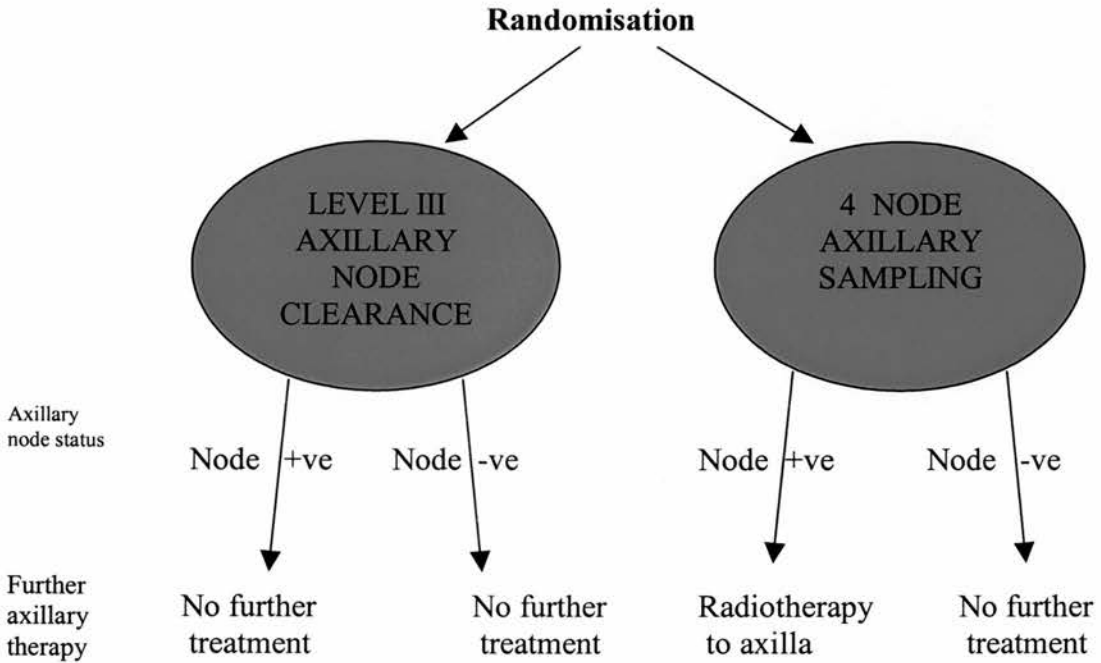 Randomisation
LEVEL III
AXILLARY
NODE
CLEARANCE
4 NODE
AXILLARY
SAMPLING
Axillary
node status
Node +ve
Node -ve
Node +ve
Node -ve
Further
axillary
therapy
No further
treatment
No further
treatment
Radiotherapy
to axilla
No further
treatment